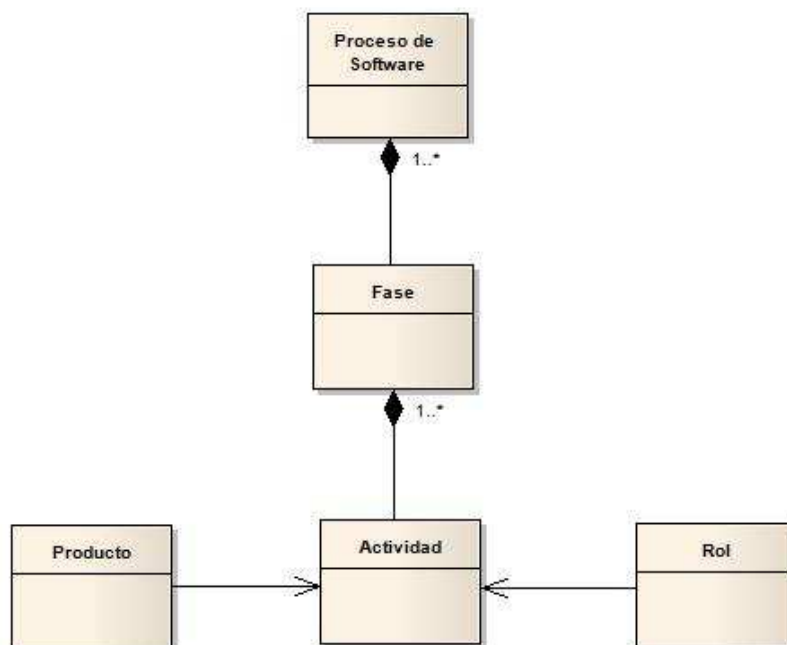 Proceso de
Software
1..*
Fase
1..*
Producto
Actividad
Rol